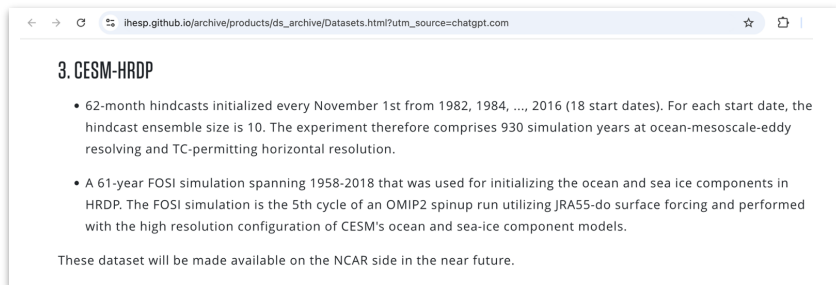 ihesp.github.io/archive/products/ds_archive/Datasets.html?utm_source=chatgpt.com
3. CESM-HRDP
• 62-month hindcasts initialized every November 1st from 1982, 1984, ..., 2016 (18 start dates). For each start date, the
hindcast ensemble size is 10. The experiment therefore comprises 930 simulation years at ocean-mesoscale-eddy
resolving and TC-permitting horizontal resolution.
• A 61-year FOSI simulation spanning 1958-2018 that was used for initializing the ocean and sea ice components in
HRDP. The FOSI simulation is the 5th cycle of an OMIP2 spinup run utilizing JRA55-do surface forcing and performed
with the high resolution configuration of CESM's ocean and sea-ice component models.
These dataset will be made available on the NCAR side in the near future.